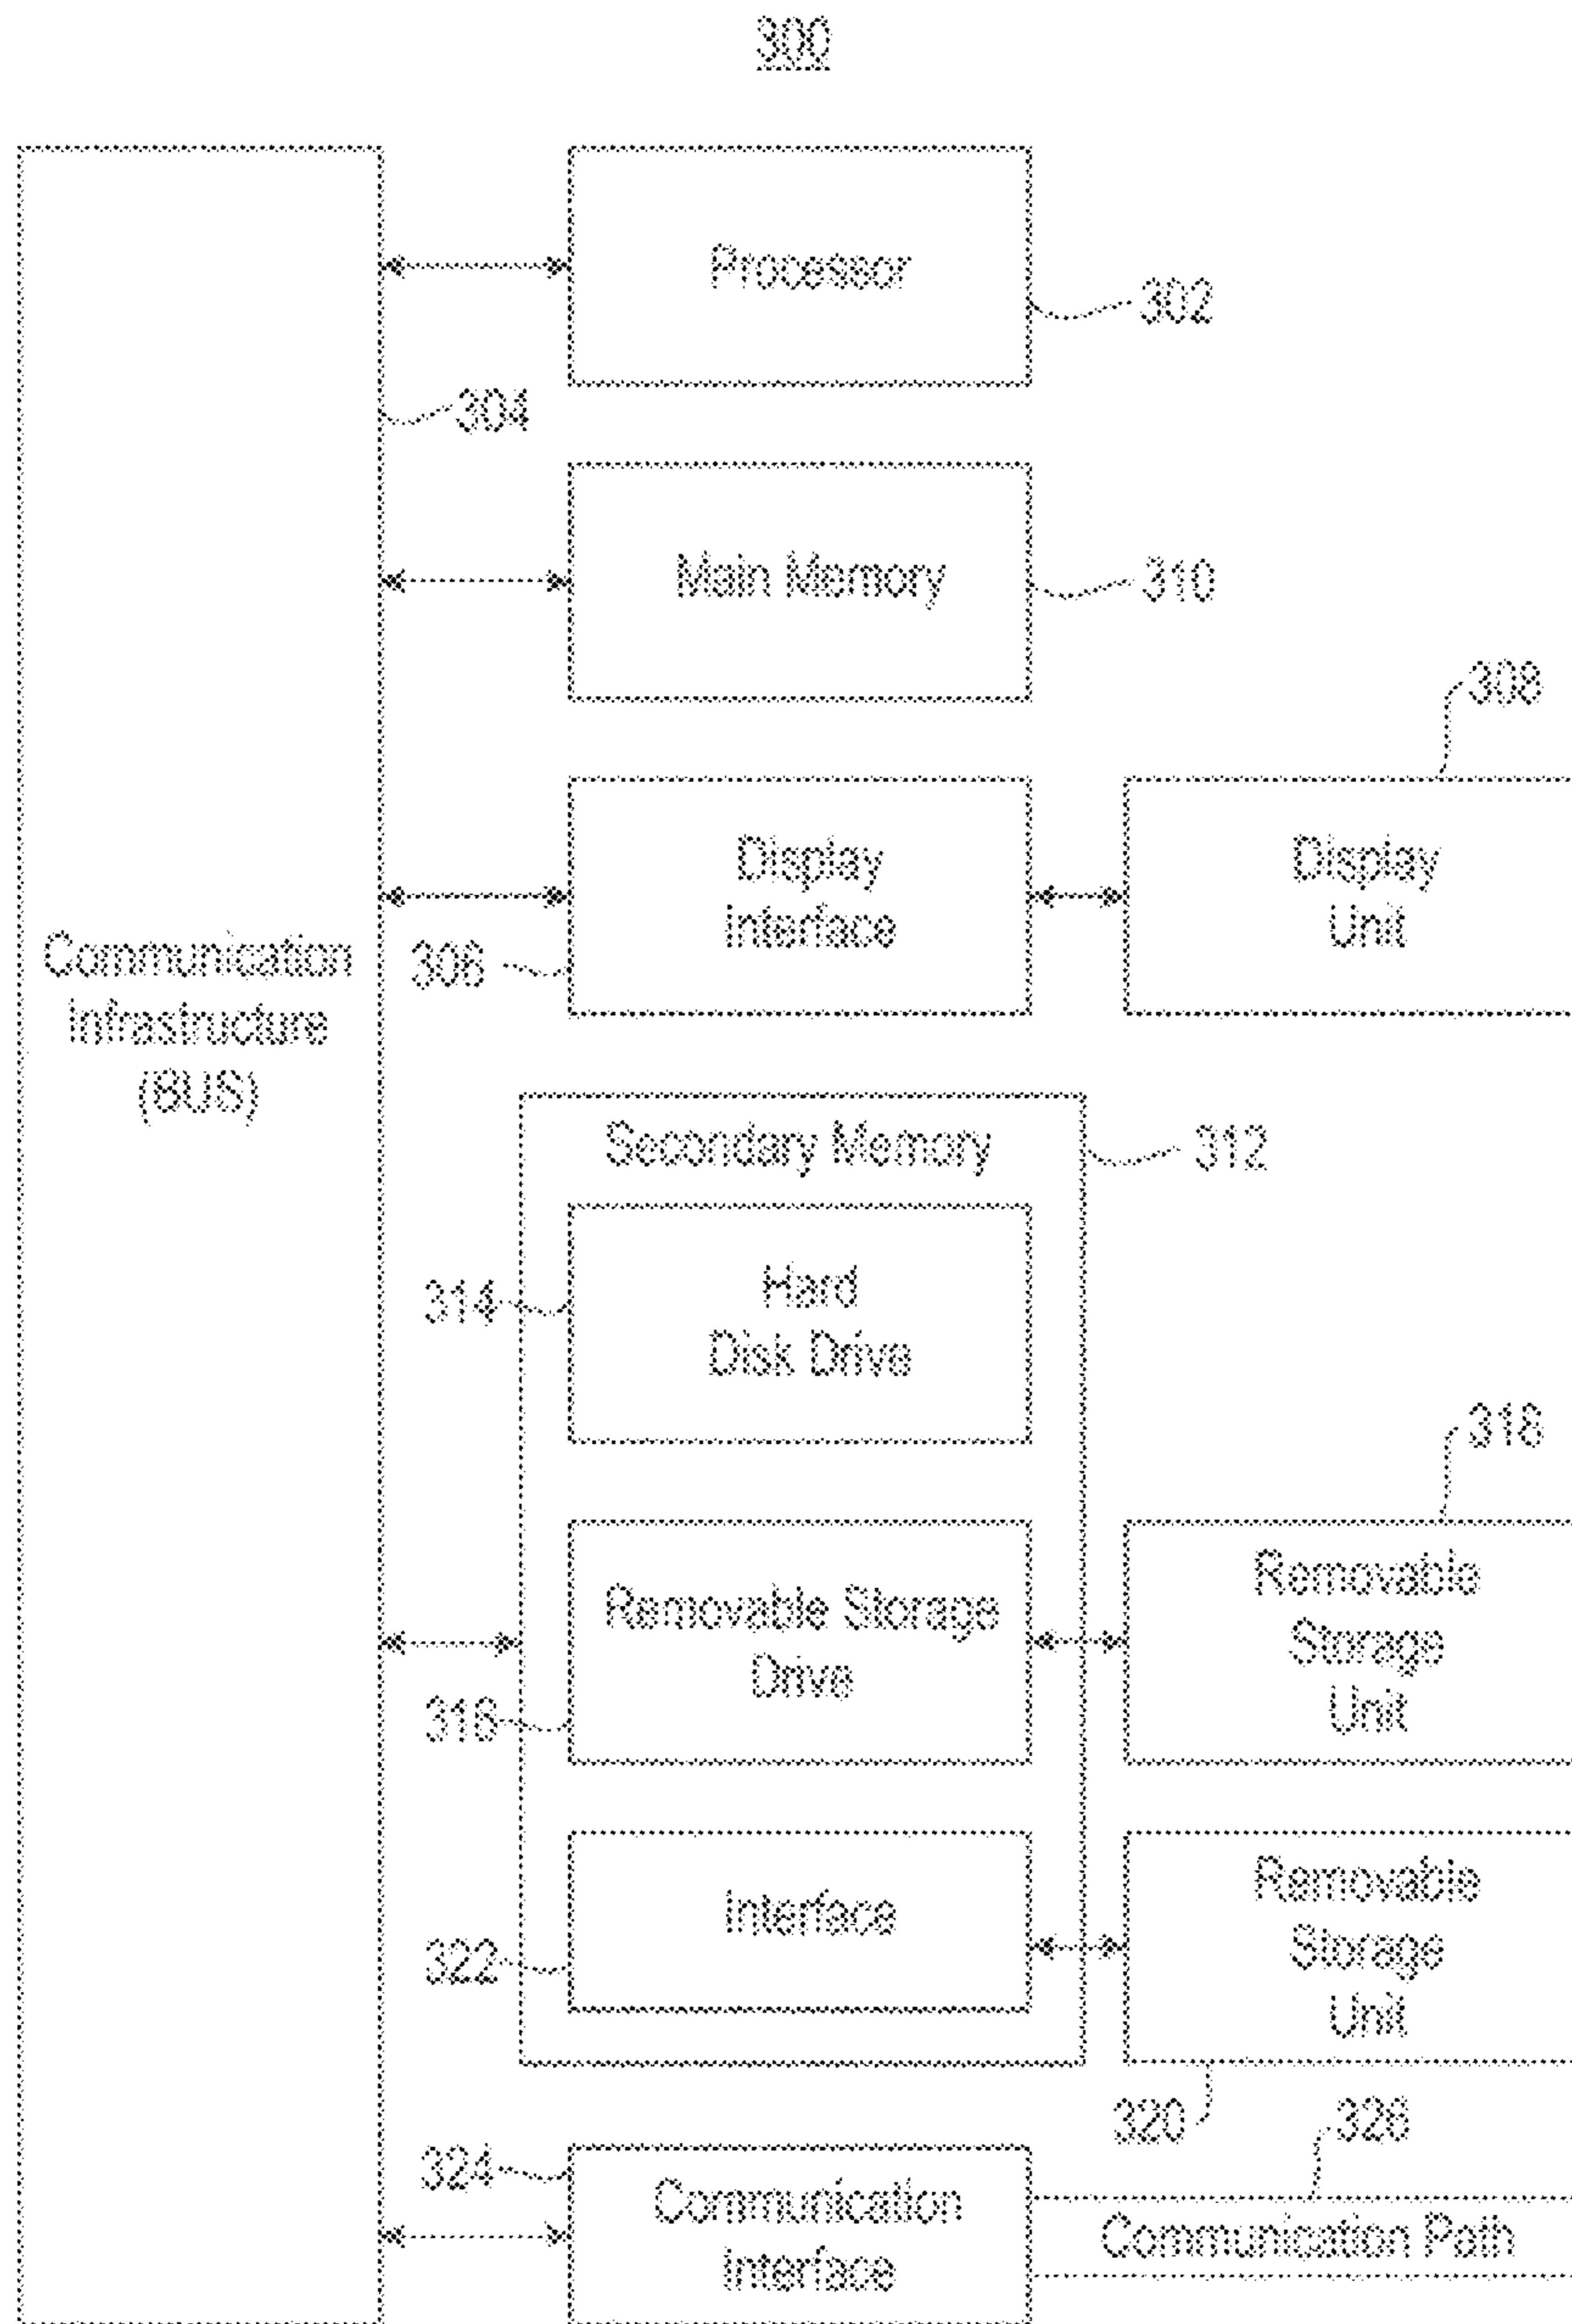 300
Processor
302
304
Main Memory
310
308
Display
Interface
306
Display
Unit
Communication
Infrastructure
(BUS)
Secondary Memory
312
314
Hard
Disk Drive
318
Removable Storage
Drive
316
Removable
Storage
Unit
Interface
322
Removable
Storage
Unit
320
326
324
Communication
Interface
Communication Path